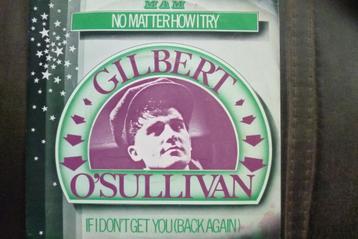 MAM
NO MATTER HOW I TRY
GILBERT
O'SULLIVAN
IF I DON'T GET YOU (BACK AGAIN)